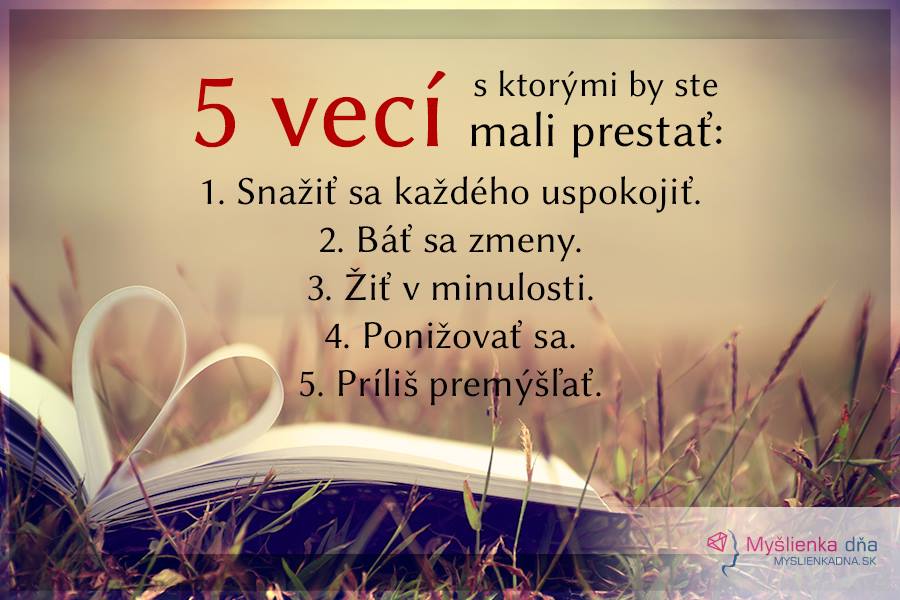 5 vecí s ktorými by ste
mali prestať:
1. Snažiť sa každého uspokojiť.
2. Báť sa zmeny.
3. Žiť v minulosti.
4. Ponižovať sa.
5. Príliš premýšľať.
Myšlienka dňa
MYSLIENKADNA.SK